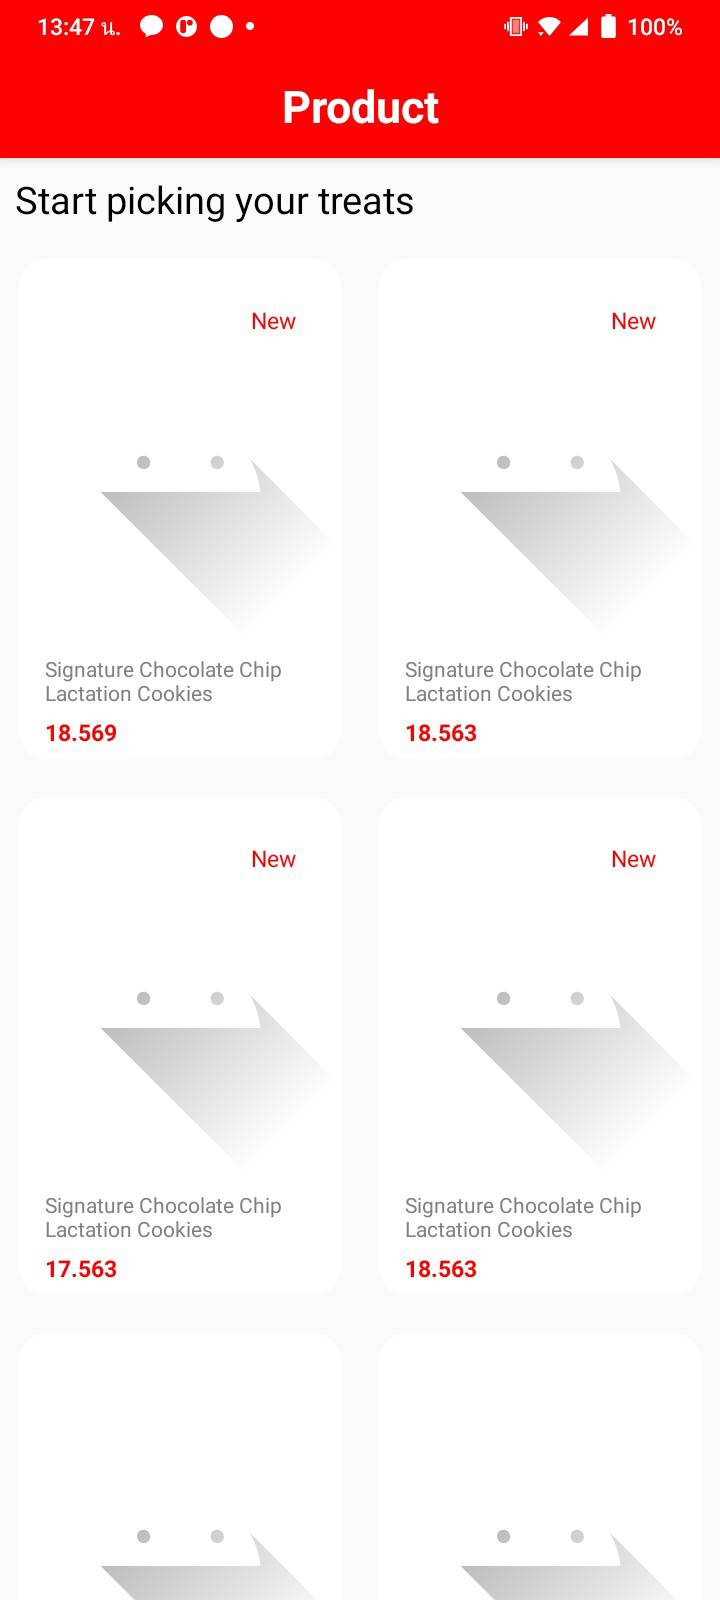 13:47 น. 100%
Product
Start picking your treats
New New
Signature Chocolate Chip Signature Chocolate Chip
Lactation Cookies Lactation Cookies
18.569 18.563
New New
Signature Chocolate Chip Signature Chocolate Chip
Lactation Cookies Lactation Cookies
17.563 18.563